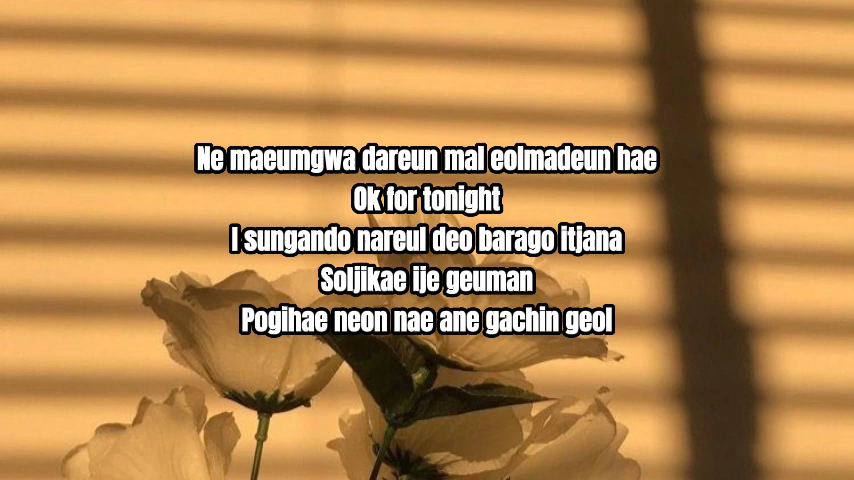 Ne maeumgwa dareun mal eolmadeun hae
Ok for tonight
I sungando nareul deo barago itjana
Soljikae ije geuman
Pogihae neon nae ane gachin geol